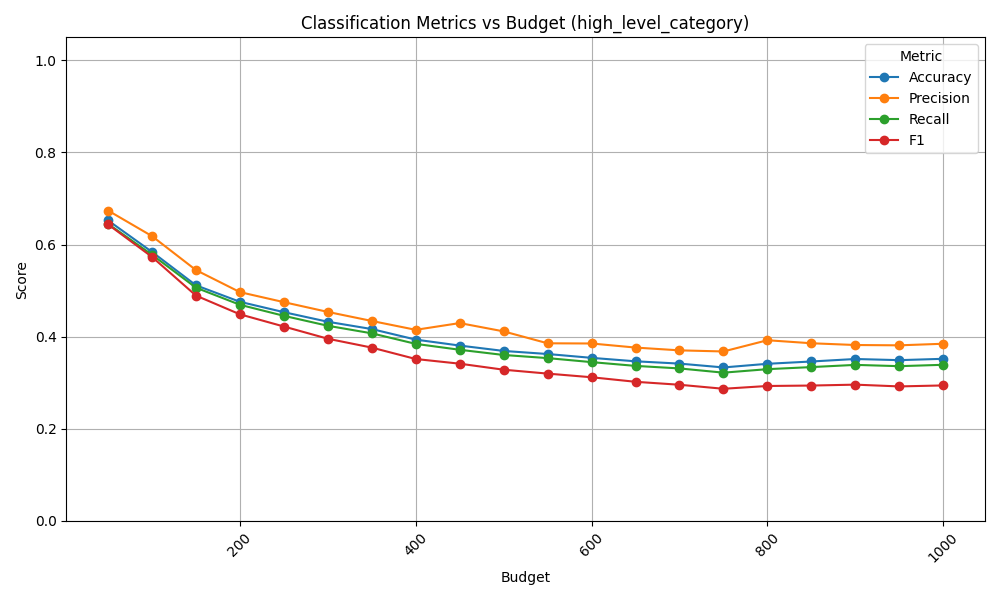 Classification Metrics vs Budget (high_level_category)
Metric
Accuracy
Precision
Recall
F1
Score
1.0
0.8
0.6
0.4
0.2
0.0
200
400
600
800
1000
Budget